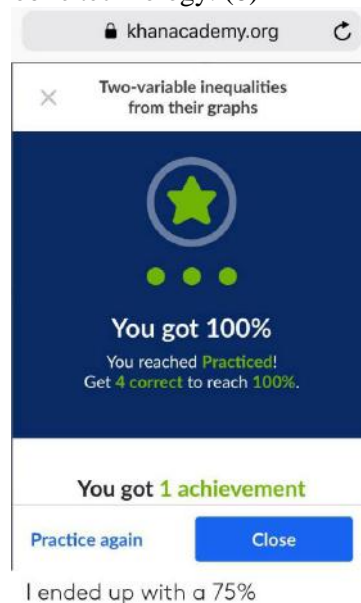 khanacademy.org
Two-variable inequalities
from their graphs
You got 100%
You reached Practiced!
Get 4 correct to reach 100%.
You got 1 achievement
Practice again
Close
I ended up with a 75%